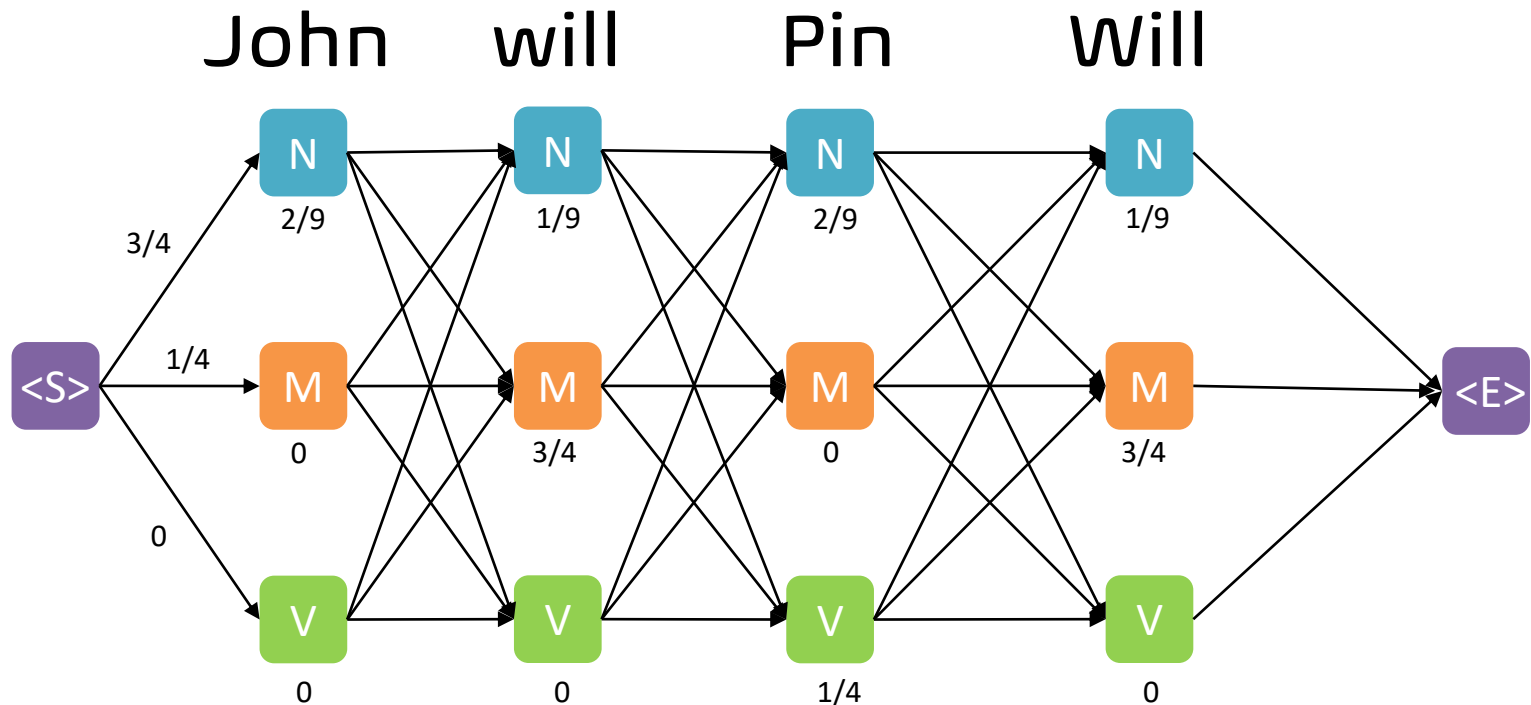 John will Pin Will
N N N N
2/9 1/9 2/9 1/9
3/4
1/4
<S> M M M M <E>
0 3/4 0 3/4
0
V V V V
0 0 1/4 0